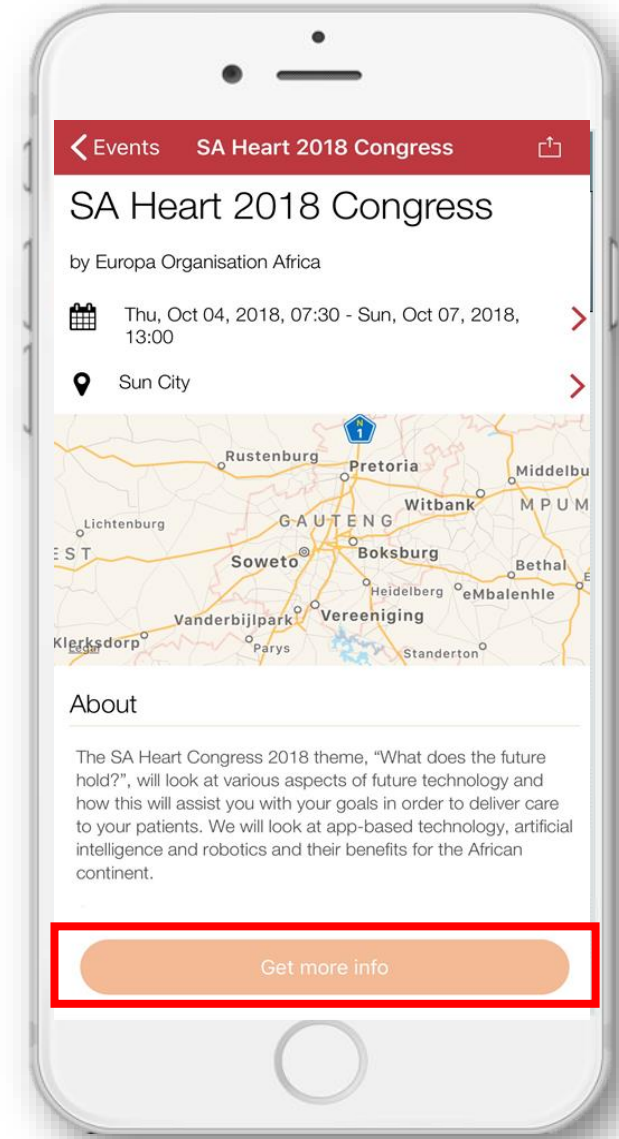 Events SA Heart 2018 Congress
SA Heart 2018 Congress
by Europa Organisation Africa
Thu, Oct 04, 2018, 07:30 - Sun, Oct 07, 2018,
13:00
Sun City
N
1
Rustenburg
Pretoria
Middelbu
Witbank
MPUM
Lichtenburg
GAUTENG
EST
Soweto
Boksburg
Bethal
Heidelberg
eMbalenhle
E
Vanderbijlpark
Vereeniging
Klerksdorp
Legal
Parys
Standerton
About
The SA Heart Congress 2018 theme, “What does the future
hold?”, will look at various aspects of future technology and
how this will assist you with your goals in order to deliver care
to your patients. We will look at app-based technology, artificial
intelligence and robotics and their benefits for the African
continent.
Get more info